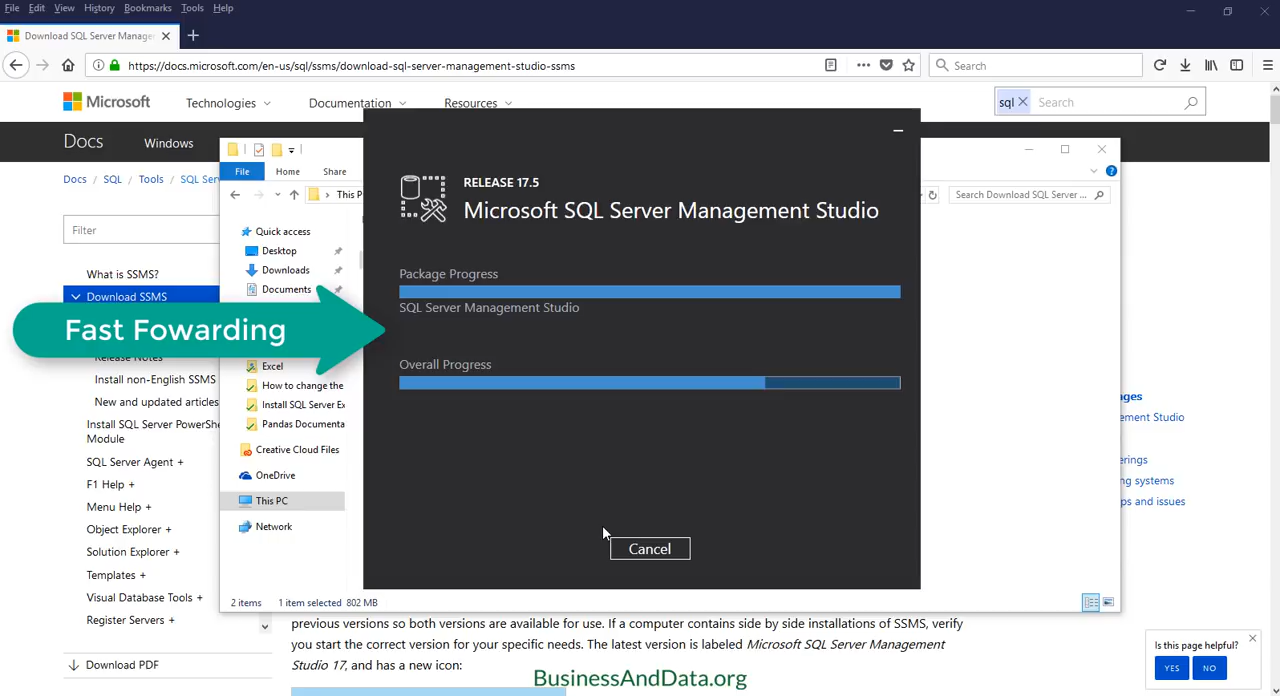 File Edit View History Bookmarks Tools Help
Download SQL Server Manage
https://docs.microsoft.com/en-us/sql/ssms/download-sql-server-management-studio-ssms
Search
Microsoft
Technologies
Documentation
Resources
sql
Search
Docs
Windows
Docs / SQL / Tools / SQL Ser
Filter
What is SSMS?
Download SSMS
Release Notes
Install non-English SSMS
New and updated articles
Install SQL Server PowerShe
Module
SQL Server Agent +
F1 Help +
Menu Help +
Object Explorer +
Solution Explorer +
Templates +
Visual Database Tools +
Register Servers +
Download PDF
File
Home
Share
This P
Search Download SQL Server ...
Quick access
Desktop
Downloads
Documents
Excel
How to change the
Install SQL Server Ex
Pandas Documenta
Creative Cloud Files
OneDrive
This PC
Network
2 items 1 item selected 802 MB
RELEASE 17.5
Microsoft SQL Server Management Studio
Package Progress
SQL Server Management Studio
Overall Progress
Cancel
Fast Fowarding
ages
ment Studio
erings
ng systems
ps and issues
previous versions so both versions are available for use. If a computer contains side by side installations of SSMS, verify
you start the correct version for your specific needs. The latest version is labeled Microsoft SQL Server Management
Studio 17, and has a new icon:
Is this page helpful?
YES
NO
BusinessAndData.org